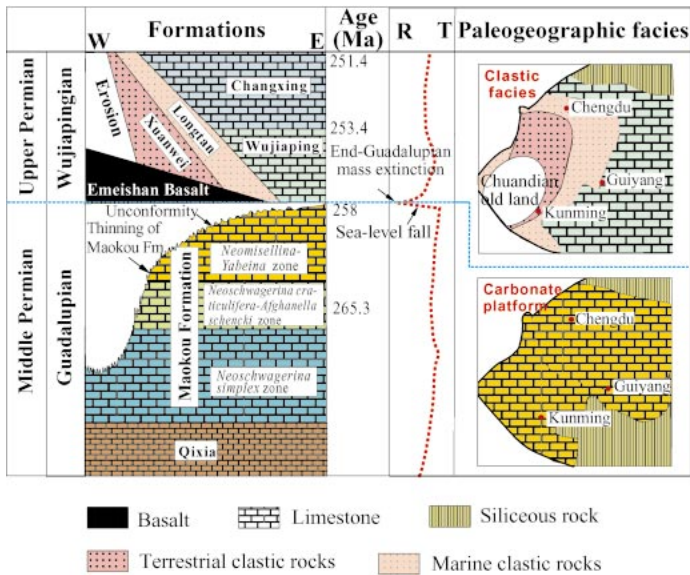 Formations
Age
(Ma)
R T
Paleogeographic facies
W E
Upper Permian
Wujiapingian
Erosion
Xuanwei
Longtan
Changxing
Wujiaping
Emeishan Basalt
251.4
253.4
End-Guadalupian
mass extinction
258
Sea-level fall
265.3
Clastic
facies
Chengdu
Chuandian
old land
Guiyang
Kunming
Middle Permian
Guadalupian
Unconformity
Thinning of
Maokou Fm.
Maokou Formation
Neomisellina-
Yabeina zone
Neoschwagerina cra-
ticulifera-Afghanella
schencki zone
Neoschwagerina
simplex zone
Qixia
Carbonate
platform
Chengdu
Guiyang
Kunming
Basalt
Limestone
Siliceous rock
Terrestrial clastic rocks
Marine clastic rocks